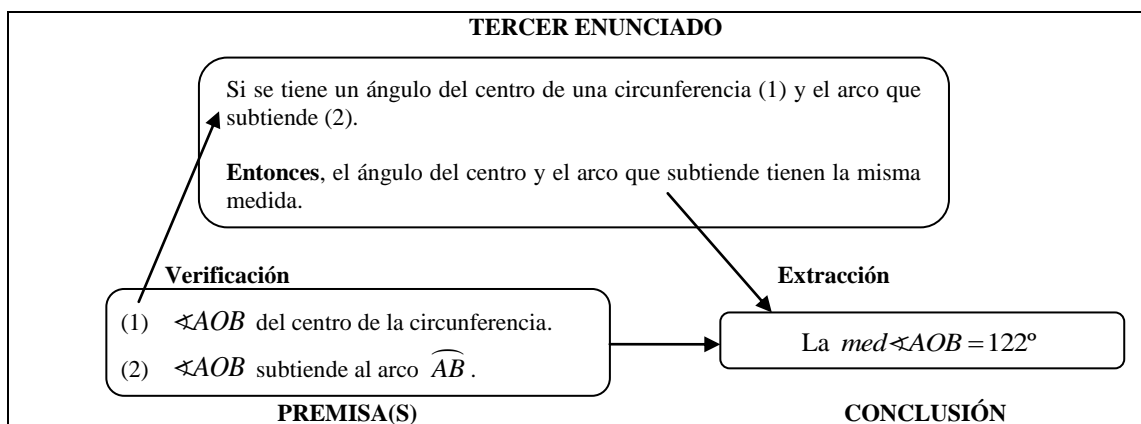 TERCER ENUNCIADO
Si se tiene un ángulo del centro de una circunferencia (1) y el arco que
subtiende (2).
Entonces, el ángulo del centro y el arco que subtiende tienen la misma
medida.
Verificación
Extracción
(1) ∢AOB del centro de la circunferencia.
(2) ∢AOB subtiende al arco \widehat{AB}.
La med∢AOB = 122º
PREMISA(S)
CONCLUSIÓN